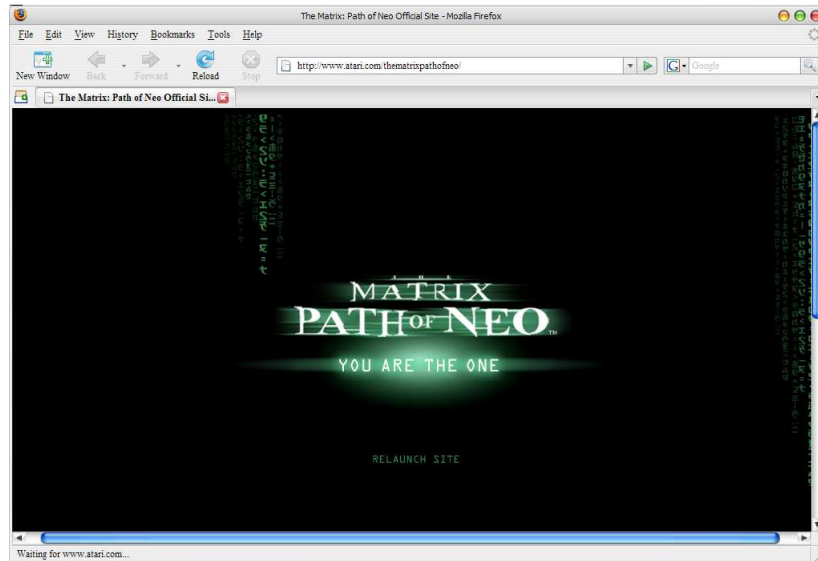 The Matrix: Path of Neo Official Site - Mozilla Firefox
File Edit View History Bookmarks Tools Help
New Window Back Forward Reload Stop
http://www.atari.com/thematrixpathofneo/
G Google
The Matrix: Path of Neo Official Si...
THE
MATRIX
PATH OF NEO™
YOU ARE THE ONE
RELAUNCH SITE
Waiting for www.atari.com...